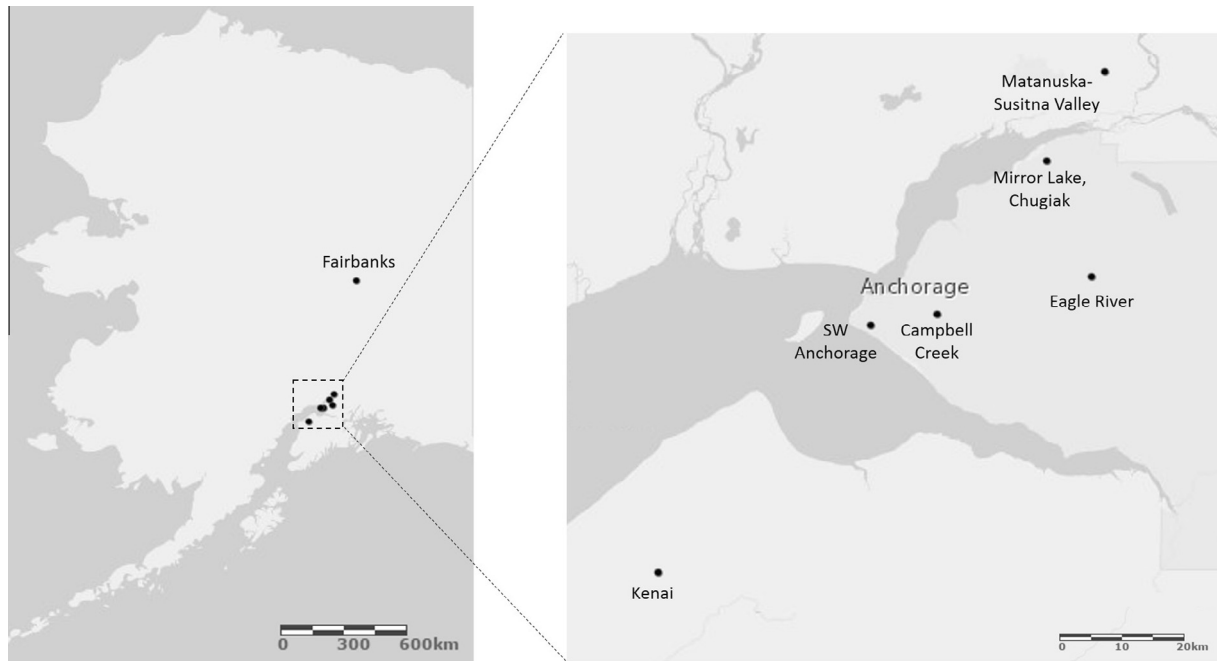 Fairbanks
0 300 600km
Matanuska-
Susitna Valley
Mirror Lake,
Chugiak
Anchorage
Eagle River
SW
Anchorage
Campbell
Creek
Kenai
0 10 20km